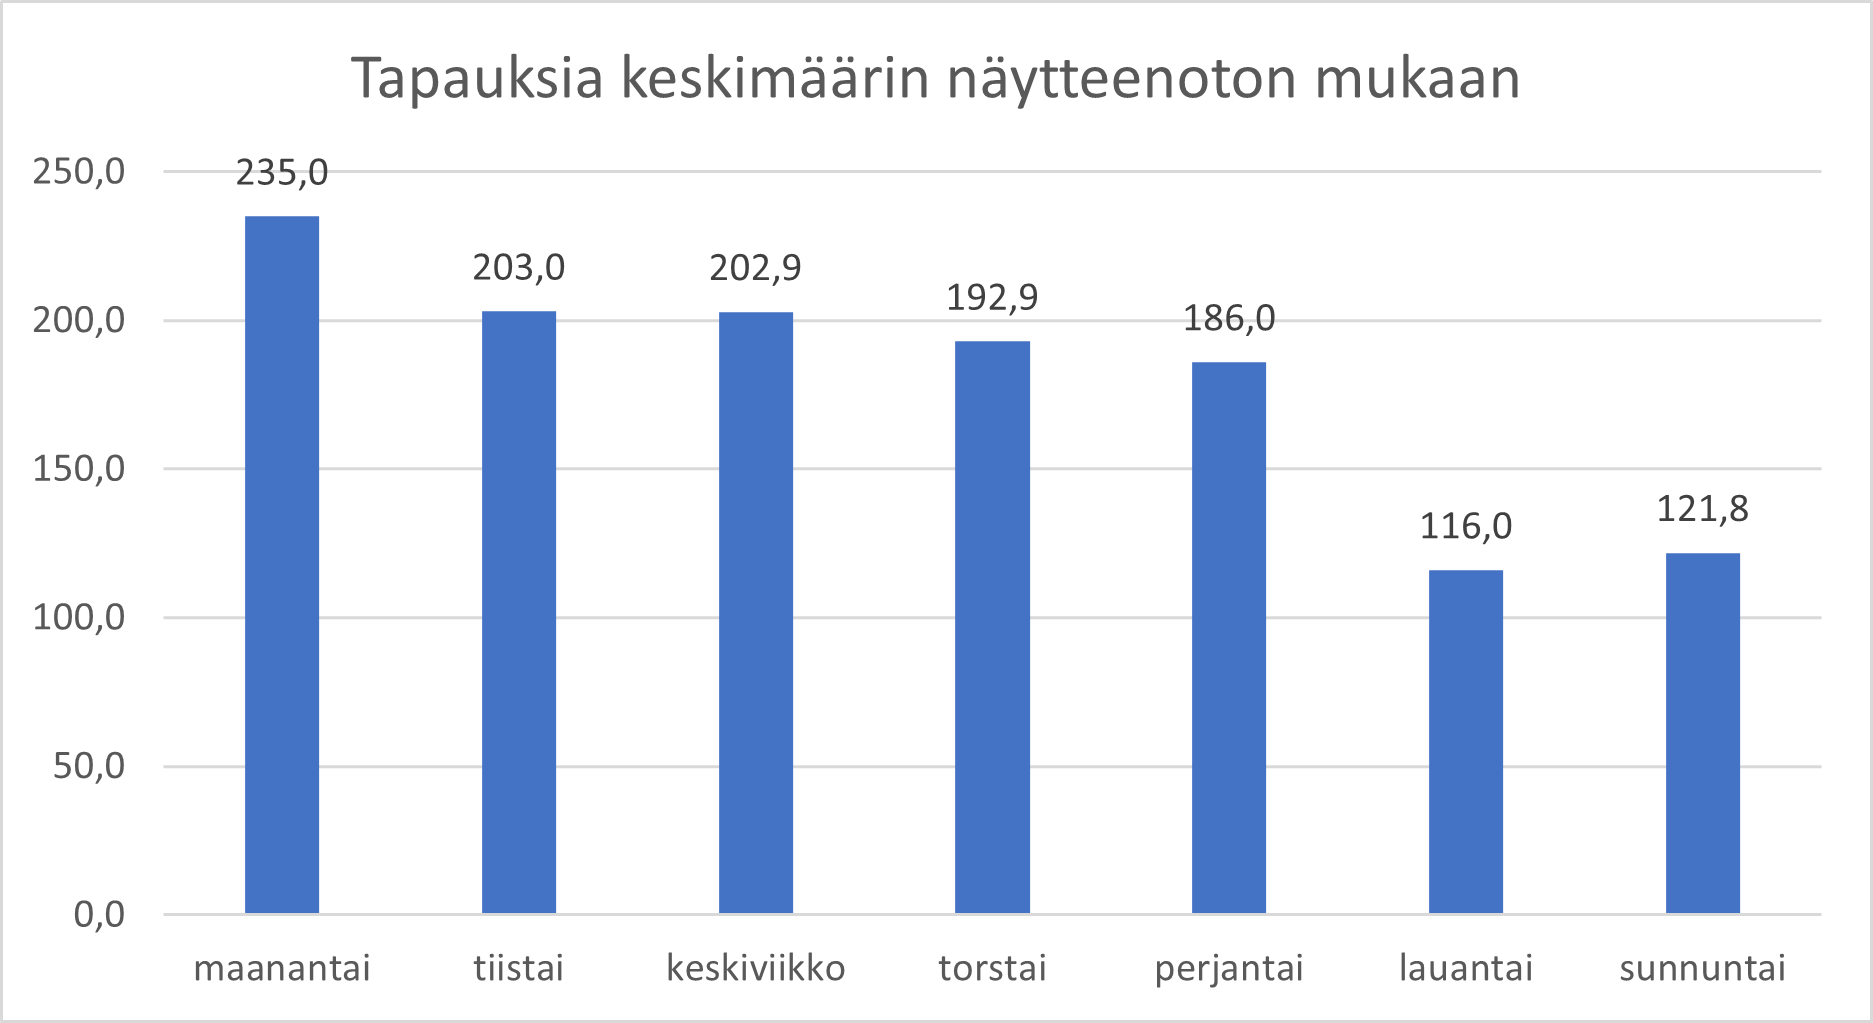 Tapauksia keskimäärin näytteenoton mukaan
250,0
200,0
150,0
100,0
50,0
0,0
235,0
203,0
202,9
192,9
186,0
116,0
121,8
maanantai
tiistai
keskiviikko
torstai
perjantai
lauantai
sunnuntai